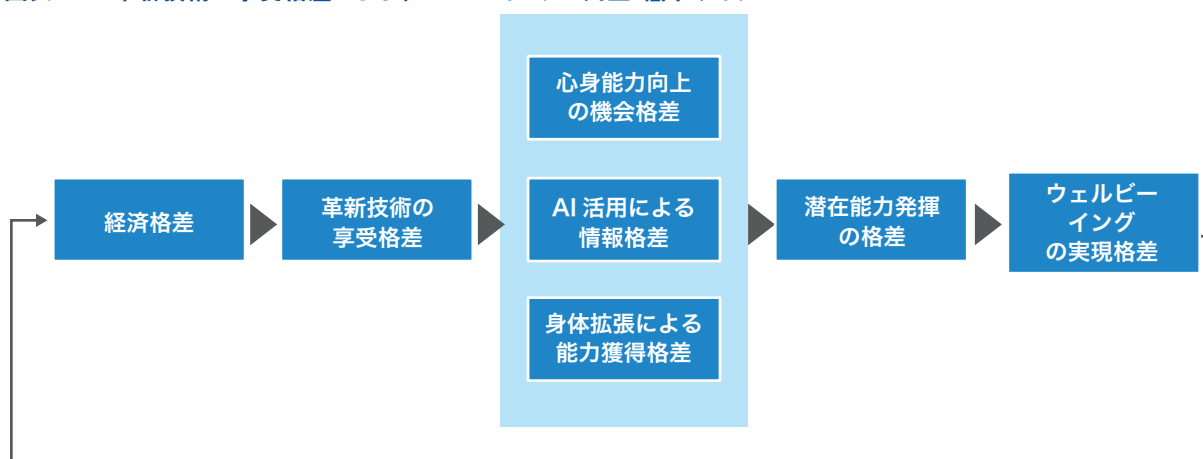 心身能力向上
の機会格差
経済格差
革新技術の
享受格差
AI 活用による
情報格差
潜在能力発揮
の格差
ウェルビー
イング
の実現格差
身体拡張による
能力獲得格差